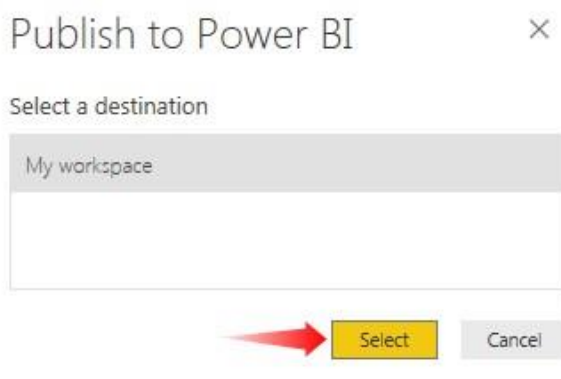 Publish to Power BI
Select a destination
My workspace
Select Cancel